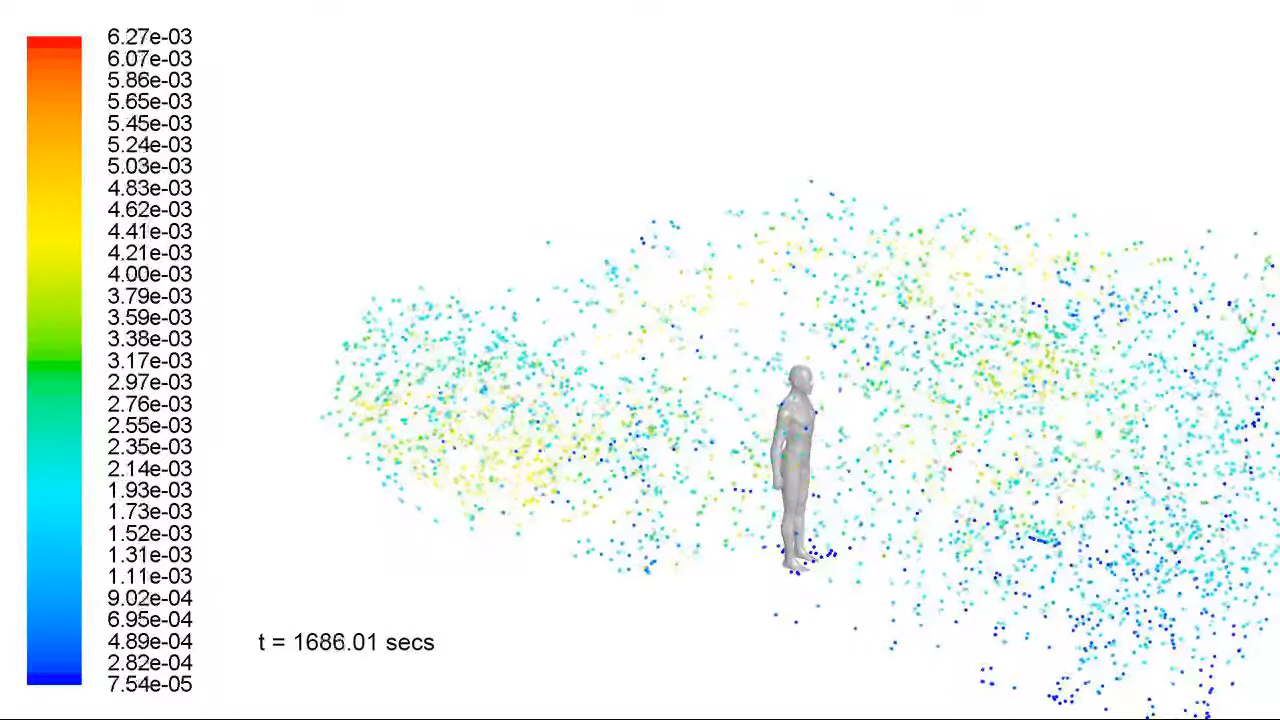 6.27e-03
6.07e-03
5.86e-03
5.65e-03
5.45e-03
5.24e-03
5.03e-03
4.83e-03
4.62e-03
4.41e-03
4.21e-03
4.00e-03
3.79e-03
3.59e-03
3.38e-03
3.17e-03
2.97e-03
2.76e-03
2.55e-03
2.35e-03
2.14e-03
1.93e-03
1.73e-03
1.52e-03
1.31e-03
1.11e-03
9.02e-04
6.95e-04
4.89e-04
2.82e-04
7.54e-05
t = 1686.01 secs